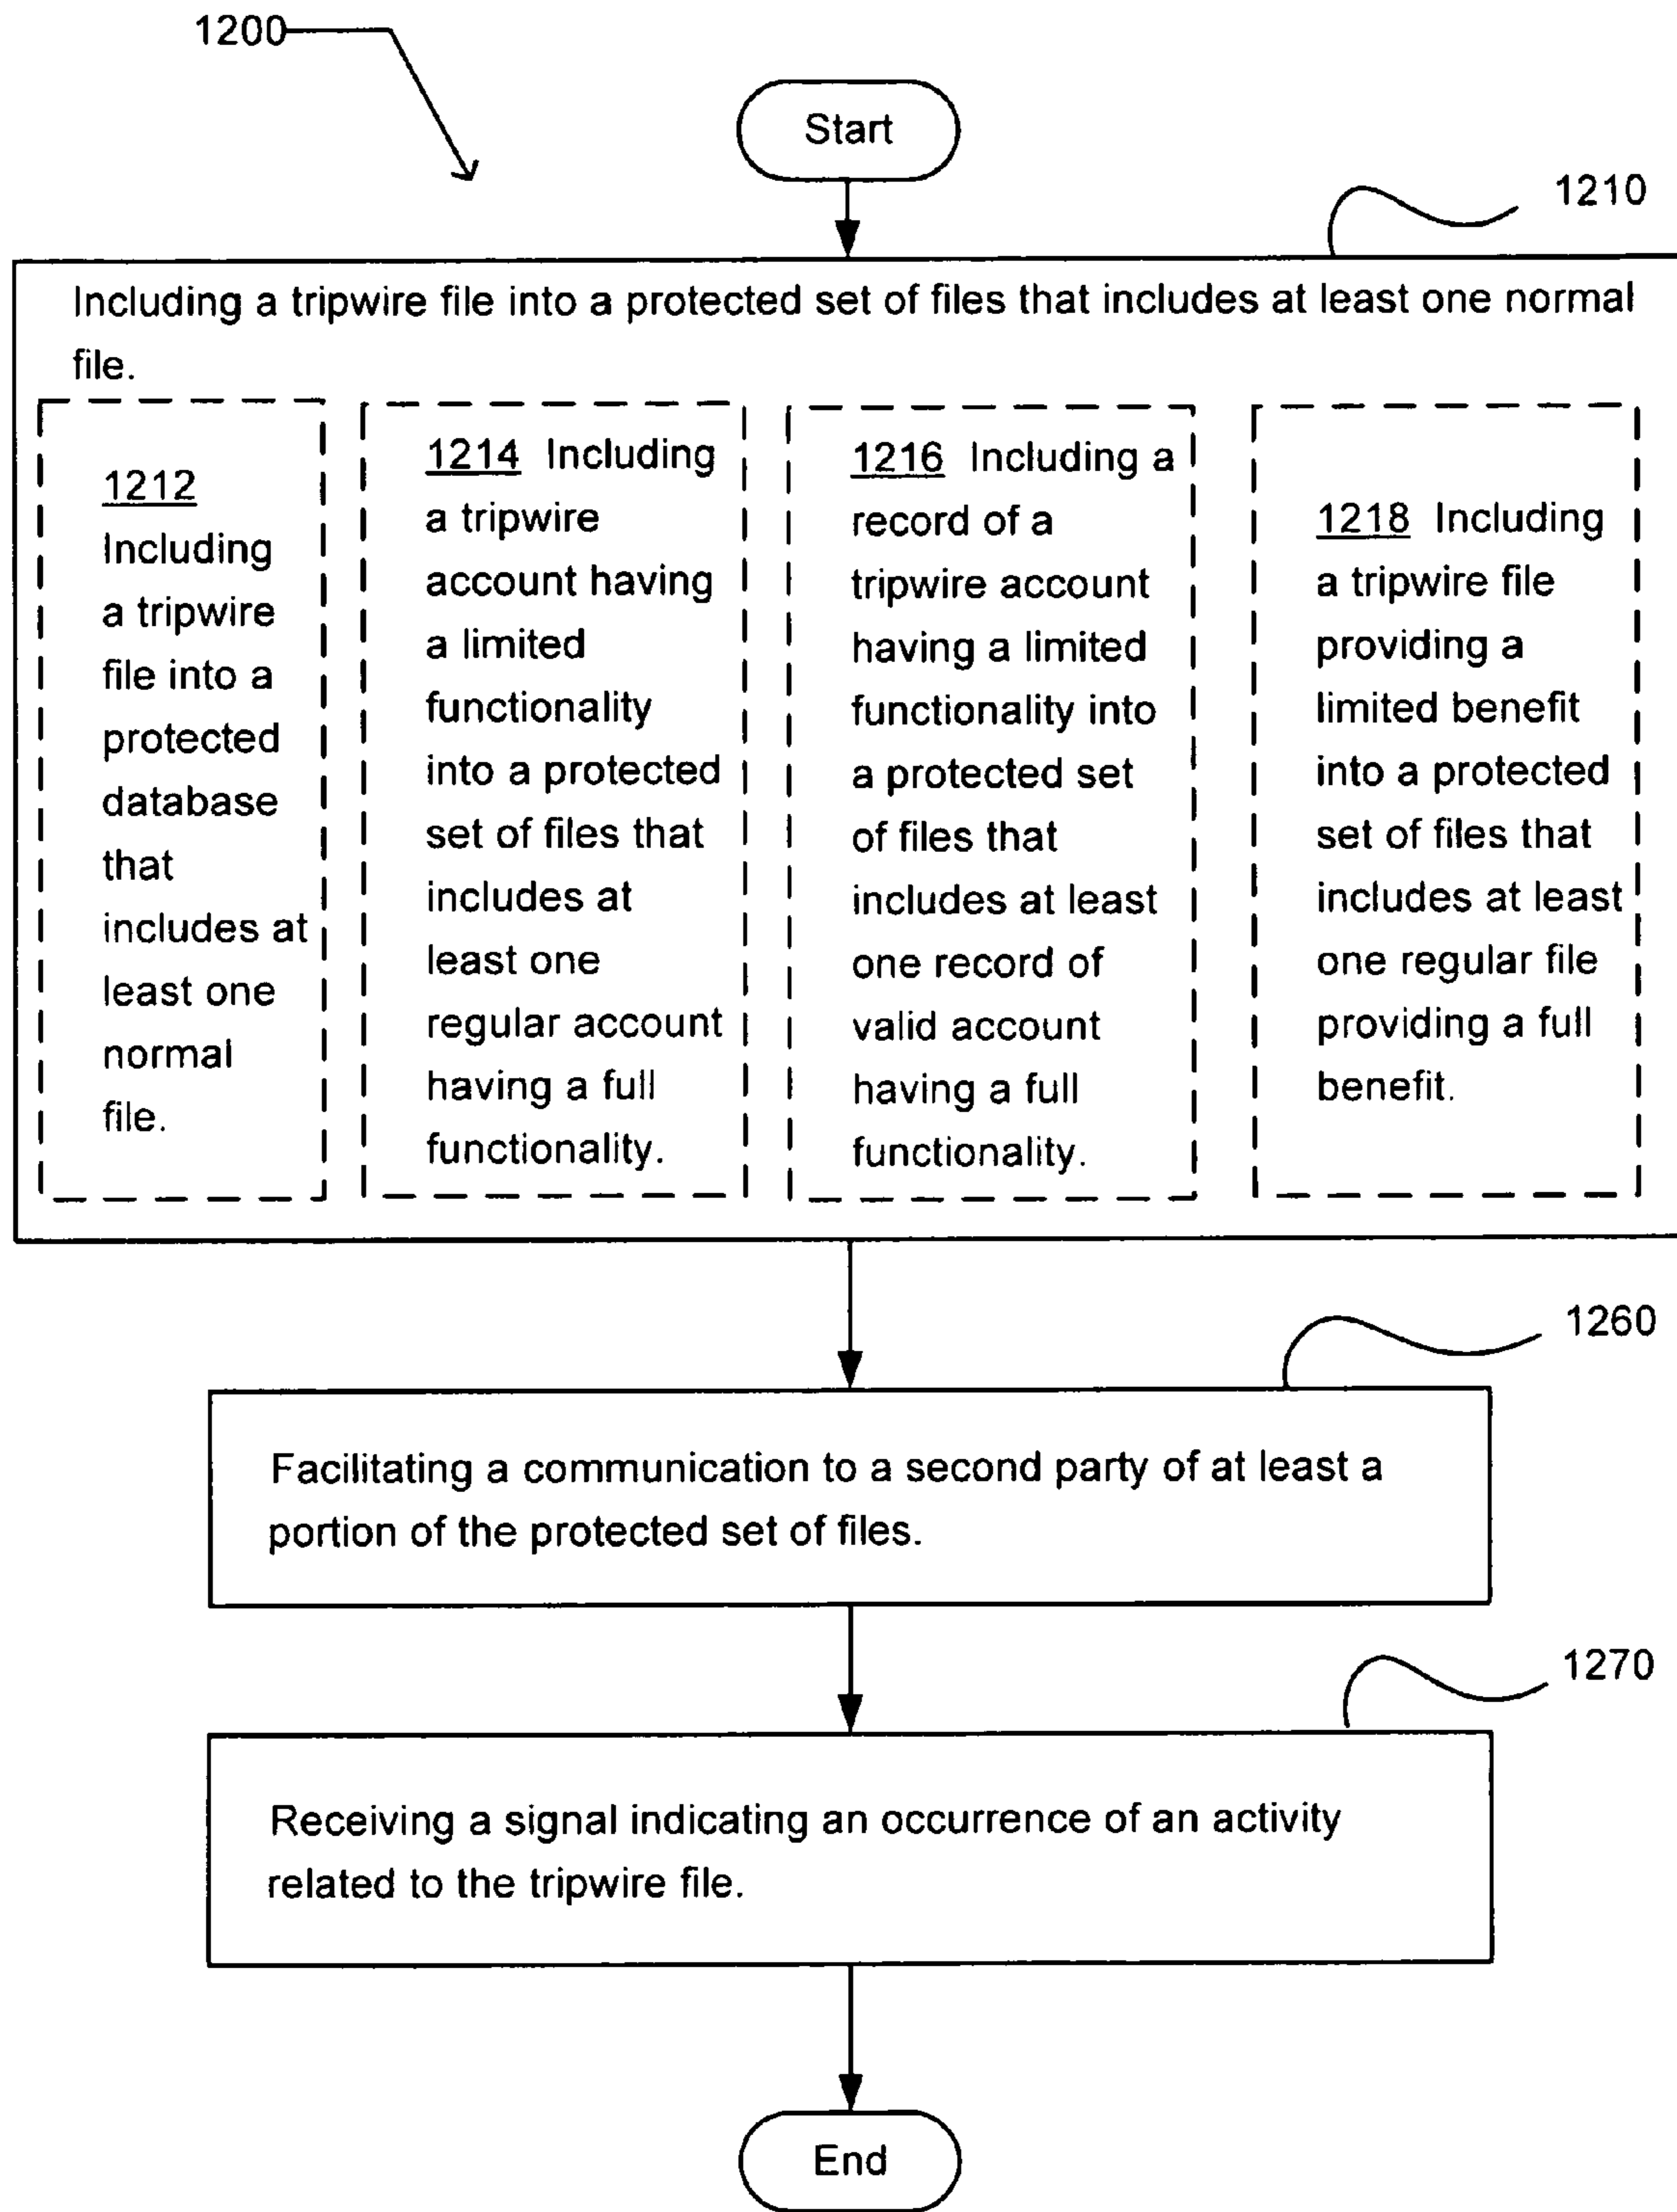 1200
Start
1210
Including a tripwire file into a protected set of files that includes at least one normal
file.
1212
Including
a tripwire
file into a
protected
database
that
includes at
least one
normal
file.
1214 Including
a tripwire
account having
a limited
functionality
into a protected
set of files that
includes at
least one
regular account
having a full
functionality.
1216 Including a
record of a
tripwire account
having a limited
functionality into
a protected set
of files that
includes at least
one record of
valid account
having a full
functionality.
1218 Including
a tripwire file
providing a
limited benefit
into a protected
set of files that
includes at least
one regular file
providing a full
benefit.
1260
Facilitating a communication to a second party of at least a
portion of the protected set of files.
1270
Receiving a signal indicating an occurrence of an activity
related to the tripwire file.
End